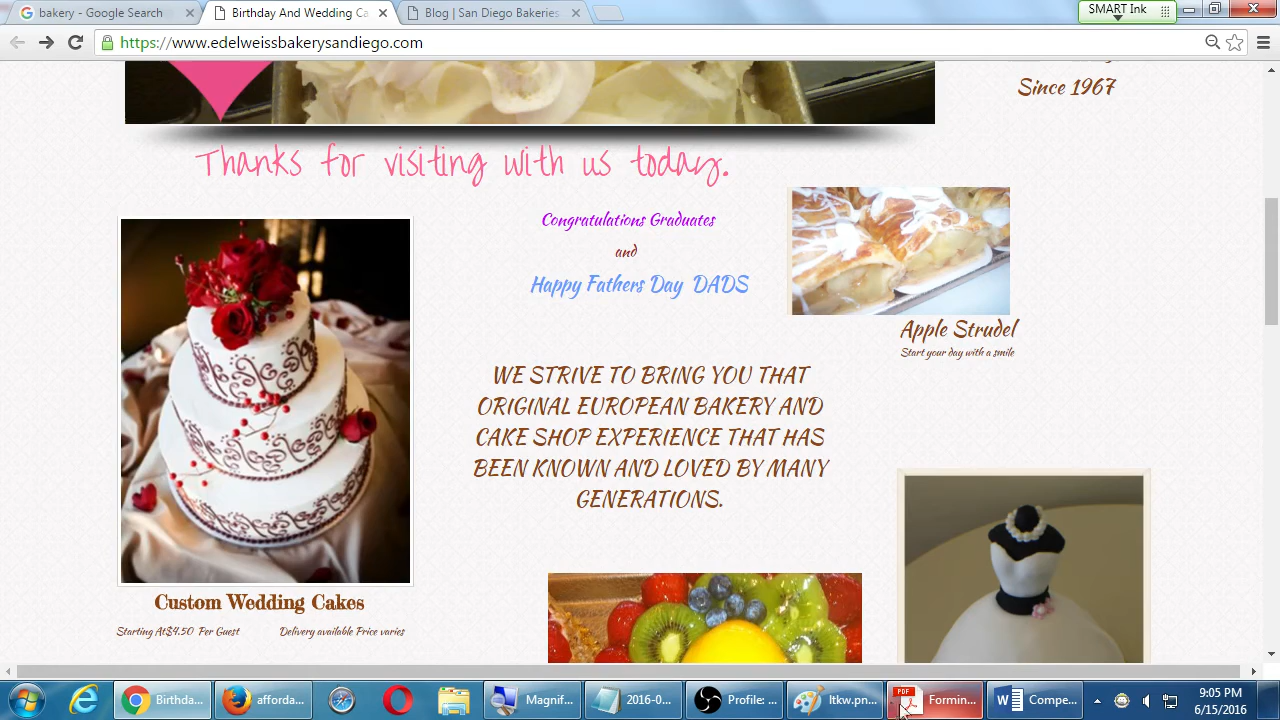 bakery - Google Search
Birthday And Wedding Ca
Blog | San Diego Bakeries
SMART Ink
https://www.edelweissbakerysandiego.com
Since 1967
Thanks for visiting with us today.
Congratulations Graduates
and
Happy Fathers Day DADS
Apple Strudel
Start your day with a smile
WE STRIVE TO BRING YOU THAT
ORIGINAL EUROPEAN BAKERY AND
CAKE SHOP EXPERIENCE THAT HAS
BEEN KNOWN AND LOVED BY MANY
GENERATIONS.
Custom Wedding Cakes
Starting At$4.50 Per Guest
Delivery available Price varies
Birthda...
afforda...
Magnif...
2016-0...
Profile: ...
ltkw.pn...
PDF
Formin...
Compe...
9:05 PM
6/15/2016